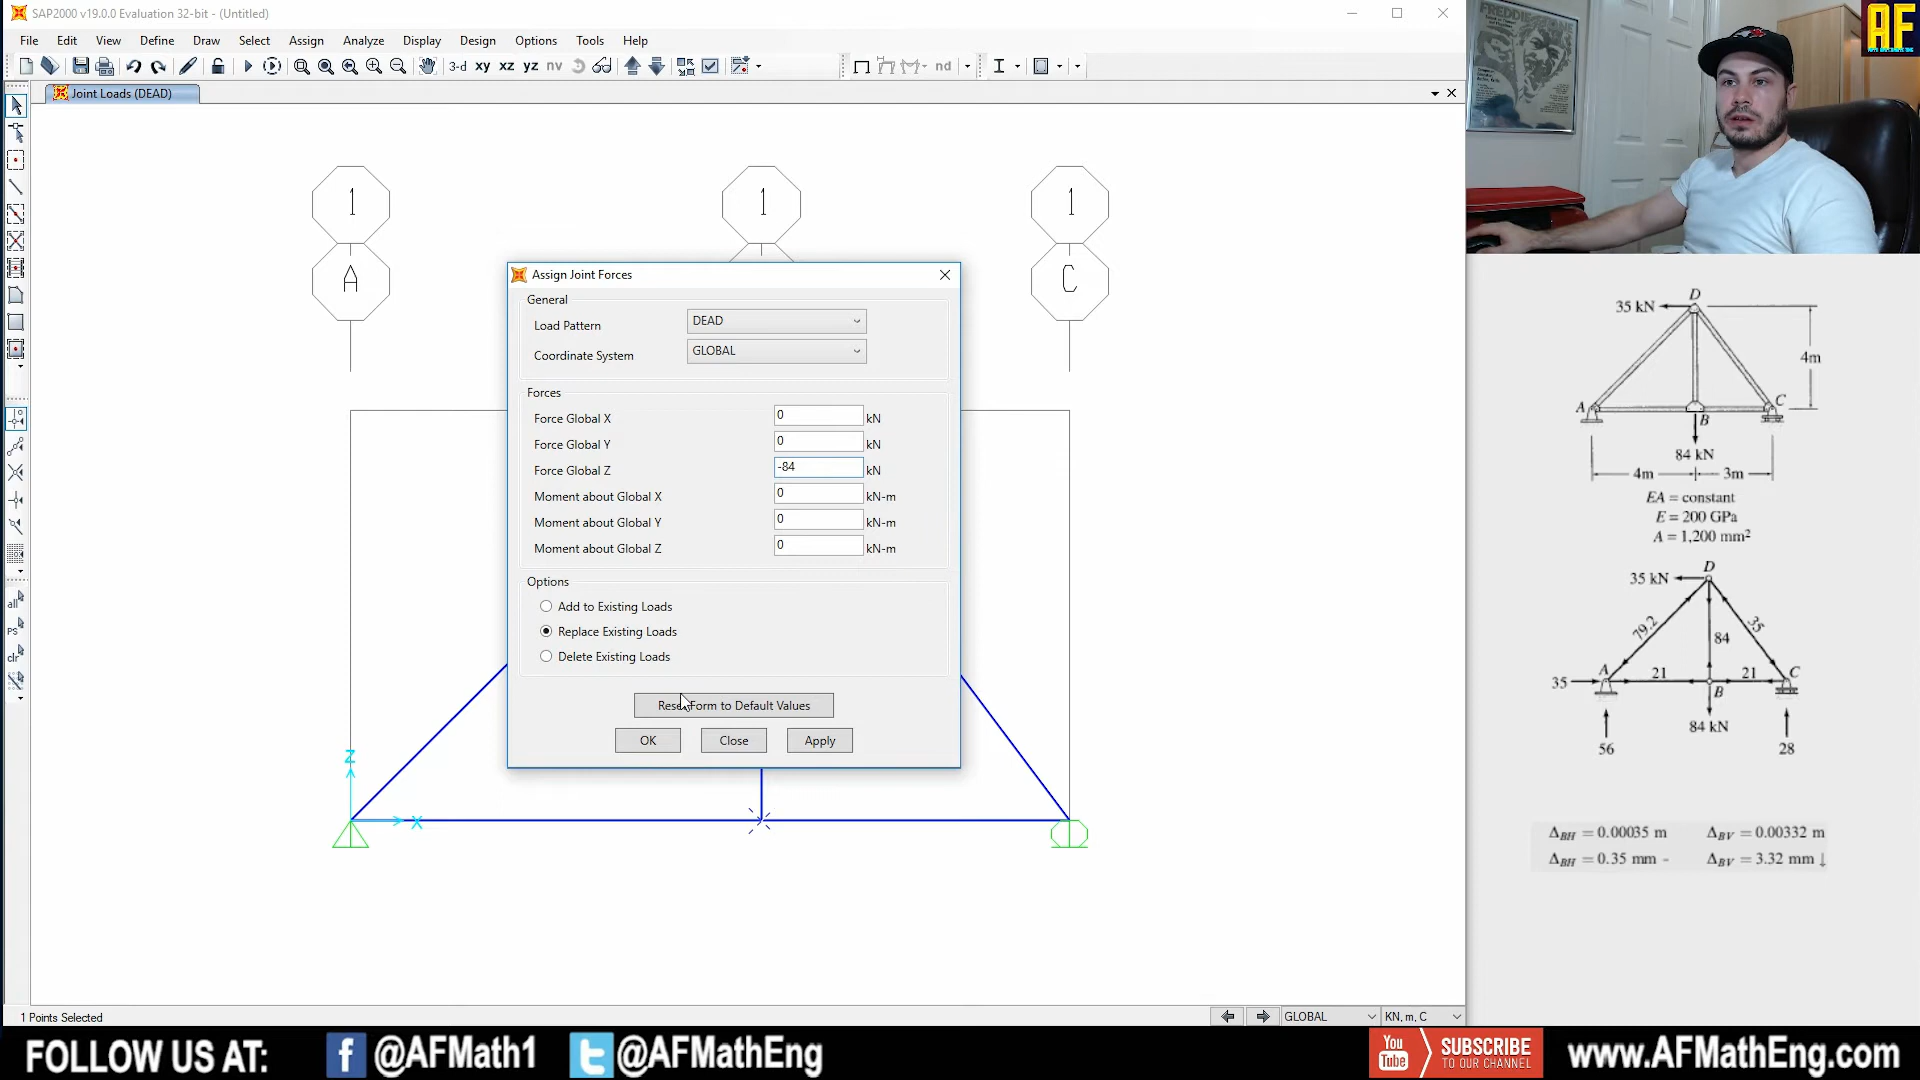 SAP2000 v19.0.0 Evaluation 32-bit - (Untitled)
File Edit View Define Draw Select Assign Analyze Display Design Options Tools Help
3-d xy xz yz nv nd
Joint Loads (DEAD)
1 1 1
A C
Assign Joint Forces
General
Load Pattern DEAD
Coordinate System GLOBAL
Forces
Force Global X 0 kN
Force Global Y 0 kN
Force Global Z -84 kN
Moment about Global X 0 kN-m
Moment about Global Y 0 kN-m
Moment about Global Z 0 kN-m
Options
Add to Existing Loads
Replace Existing Loads
Delete Existing Loads
Reset Form to Default Values
OK Close Apply
Z
X
all
ps
clr
1 Points Selected
GLOBAL KN, m, C
AF
D
35 kN
4m
A C
B
84 kN
4m 3m
EA = constant
E = 200 GPa
A = 1,200 mm²
D
35 kN
79.2 84 35
A 21 21 C
35 B
84 kN
56 28
Δ_BH = 0.00035 m Δ_BV = 0.00332 m
Δ_BH = 0.35 mm - Δ_BV = 3.32 mm ↓
FOLLOW US AT: f @AFMath1 @AFMathEng
You Tube SUBSCRIBE TO OUR CHANNEL
www.AFMathEng.com